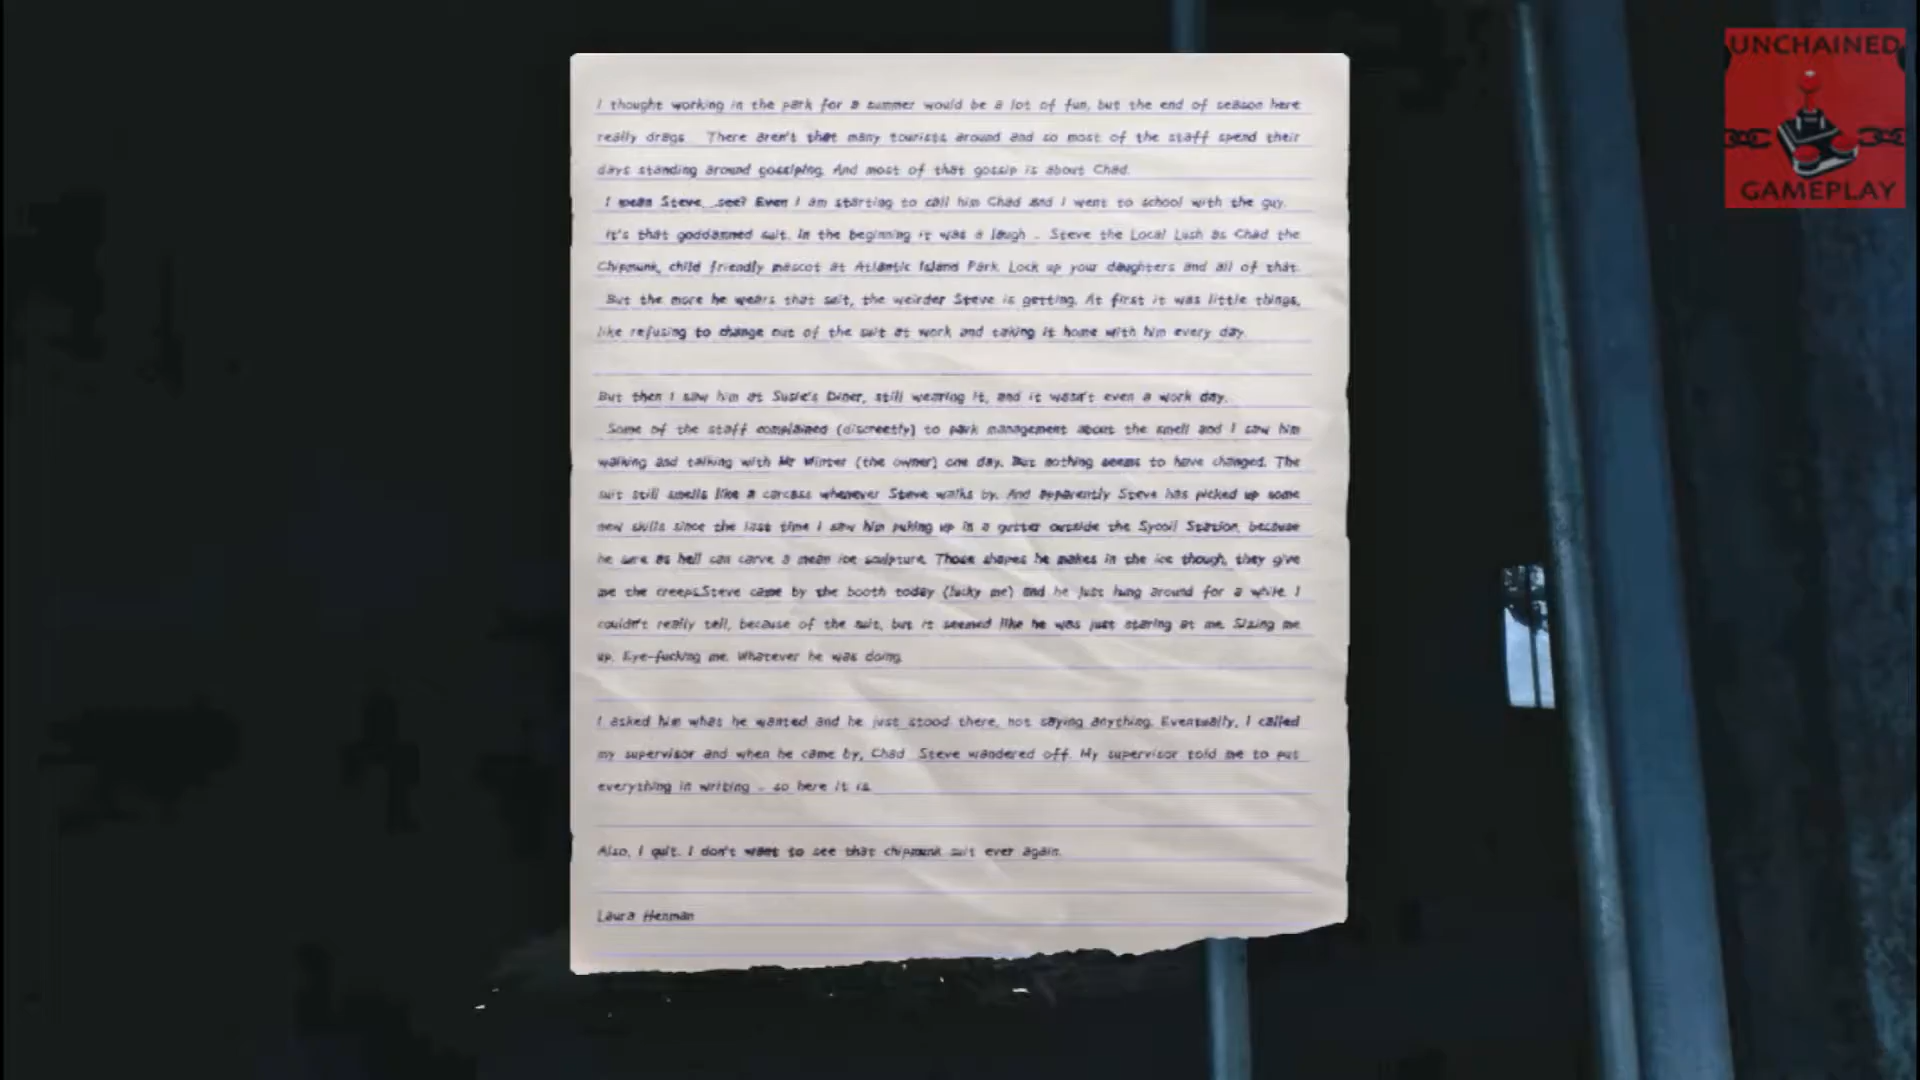 UNCHAINED
GAMEPLAY
I thought working in the park for a summer would be a lot of fun, but the end of season here
really drags. There aren't that many tourists around and so most of the staff spend their
days standing around gossiping. And most of that gossip is about Chad.
I mean Steve, see? Even I am starting to call him Chad and I went to school with the guy.
It's that goddamned suit. In the beginning it was a laugh - Steve the Local Lush as Chad the
Chipmunk, child friendly mascot at Atlantic Island Park. Lock up your daughters and all of that.
But the more he wears that suit, the weirder Steve is getting. At first it was little things,
like refusing to change out of the suit at work and taking it home with him every day.
But then I saw him at Susie's Diner, still wearing it, and it wasn't even a work day.
Some of the staff complained (discreetly) to park management about the smell and I saw him
walking and talking with Mr Winter (the owner) one day. But nothing seems to have changed. The
suit still smells like a carcass whenever Steve walks by. And apparently Steve has picked up some
new skills since the last time I saw him puking up in a gutter outside the Sycoil Station, because
he sure as hell can carve a mean ice sculpture. Those shapes he makes in the ice though, they give
me the creeps.Steve came by the booth today (lucky me) and he just hung around for a while. I
couldn't really tell, because of the suit, but it seemed like he was just staring at me. Sizing me
up. Eye-fucking me. Whatever he was doing.
I asked him what he wanted and he just stood there, not saying anything. Eventually, I called
my supervisor and when he came by, Chad Steve wandered off. My supervisor told me to put
everything in writing - so here it is.
Also, I quit. I don't want to see that chipmunk suit ever again.
Laura Henman